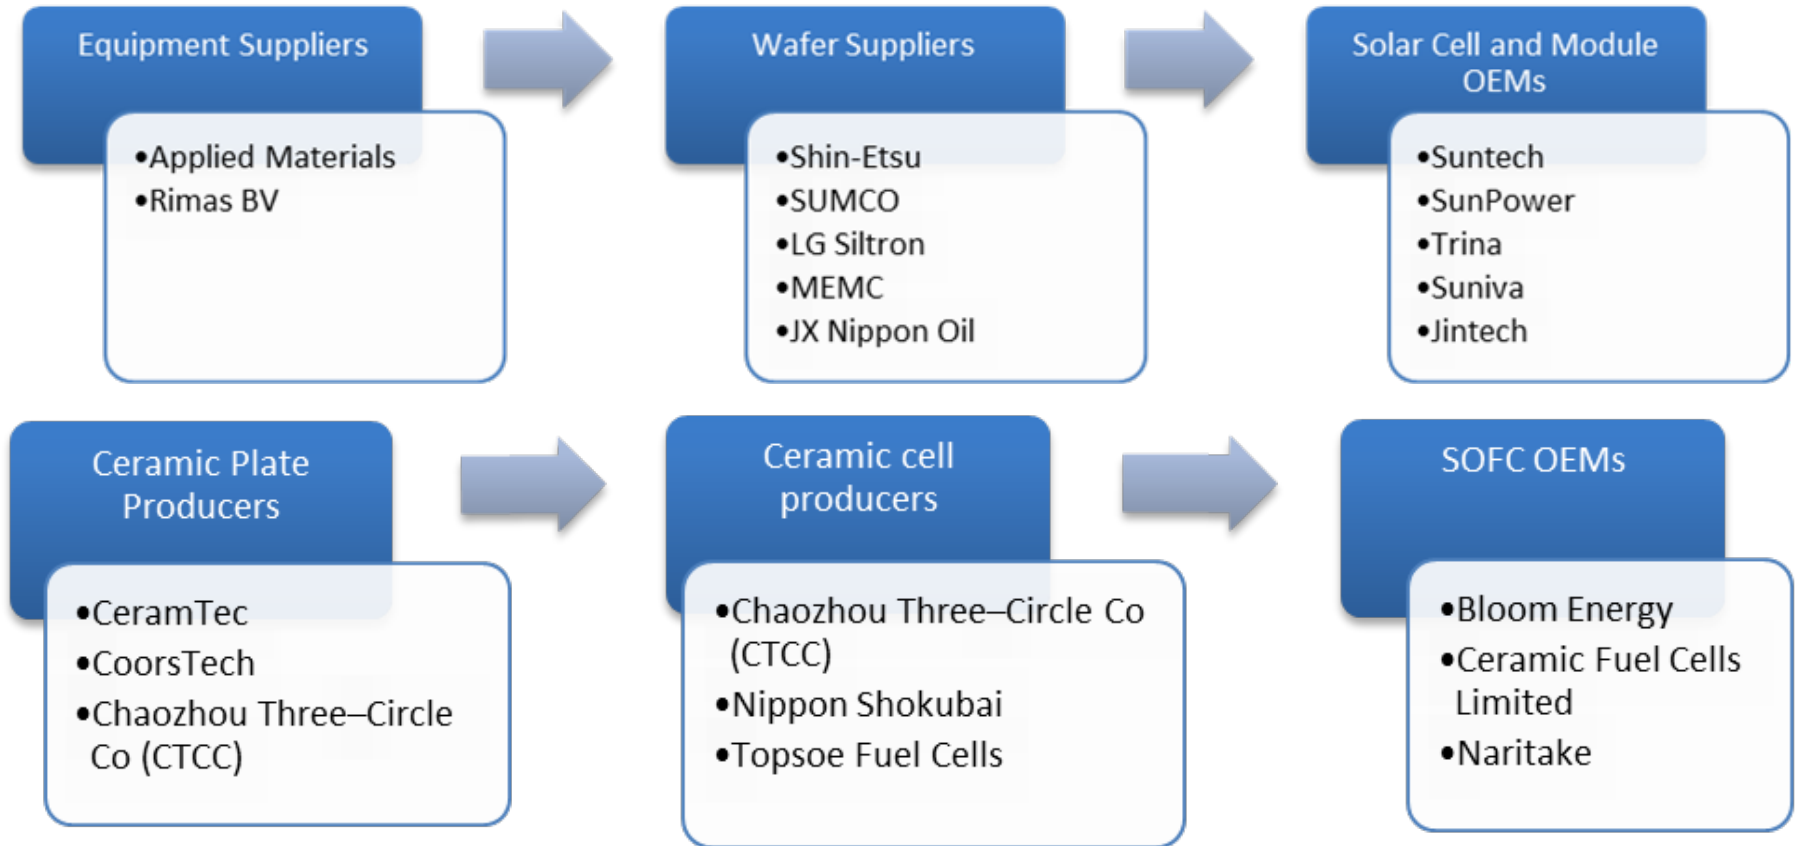 Equipment Suppliers
•Applied Materials
•Rimas BV
Wafer Suppliers
•Shin-Etsu
•SUMCO
•LG Siltron
•MEMC
•JX Nippon Oil
Solar Cell and Module
OEMs
•Suntech
•SunPower
•Trina
•Suniva
•Jintech
Ceramic Plate
Producers
•CeramTec
•CoorsTech
•Chaozhou Three–Circle
Co (CTCC)
Ceramic cell
producers
•Chaozhou Three–Circle Co
(CTCC)
•Nippon Shokubai
•Topsoe Fuel Cells
SOFC OEMs
•Bloom Energy
•Ceramic Fuel Cells
Limited
•Naritake